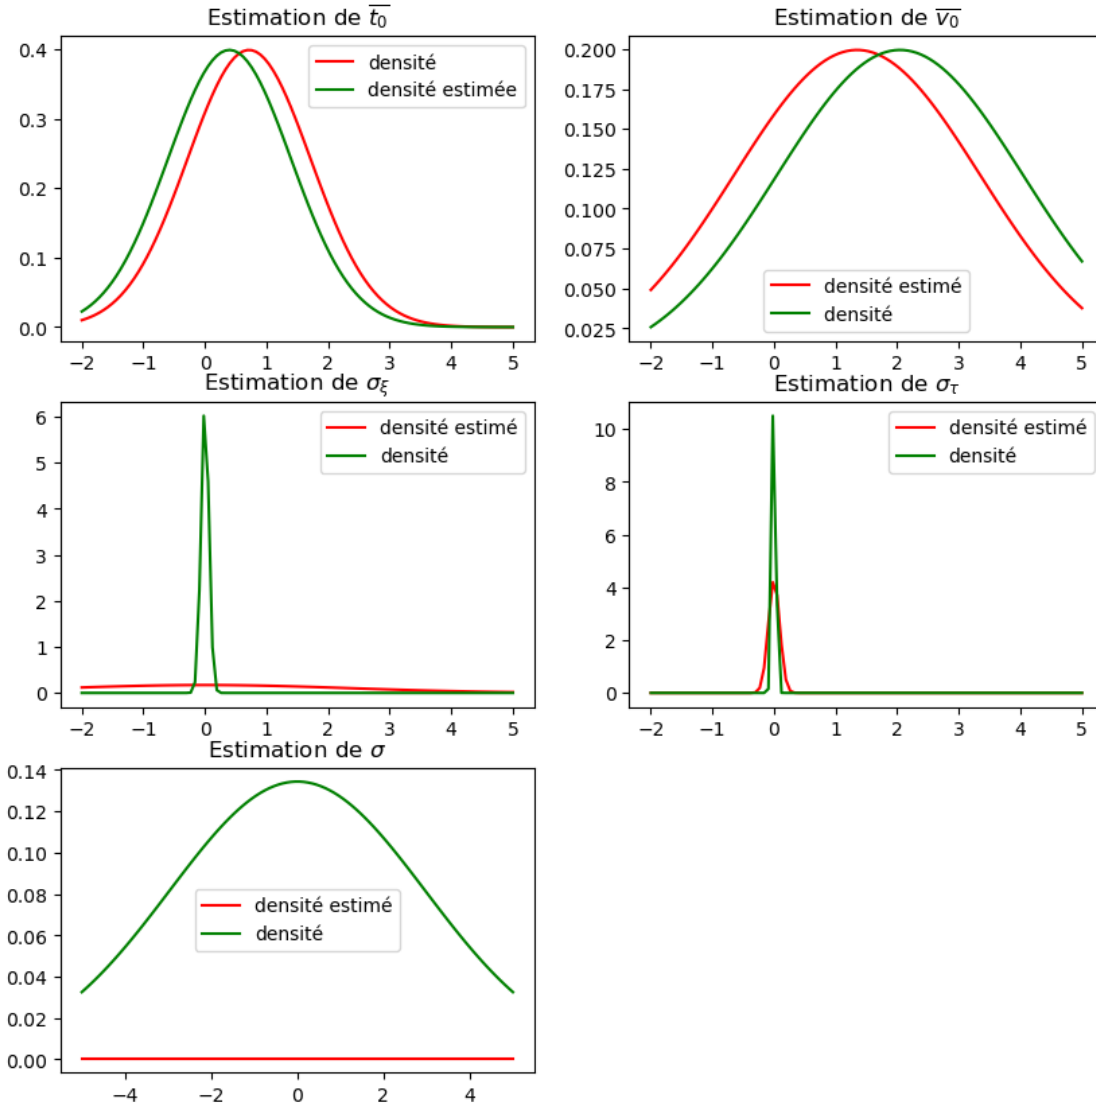 Estimation de $\overline{t_0}$
0.4
0.3
0.2
0.1
0.0
densité
densité estimée
−2 −1 0 1 2 3 4 5
Estimation de $\overline{v_0}$
0.200
0.175
0.150
0.125
0.100
0.075
0.050
0.025
densité estimé
densité
−2 −1 0 1 2 3 4 5
Estimation de $\sigma_\xi$
6
5
4
3
2
1
0
densité estimé
densité
−2 −1 0 1 2 3 4 5
Estimation de $\sigma_\tau$
10
8
6
4
2
0
densité estimé
densité
−2 −1 0 1 2 3 4 5
Estimation de $\sigma$
0.14
0.12
0.10
0.08
0.06
0.04
0.02
0.00
densité estimé
densité
−4 −2 0 2 4